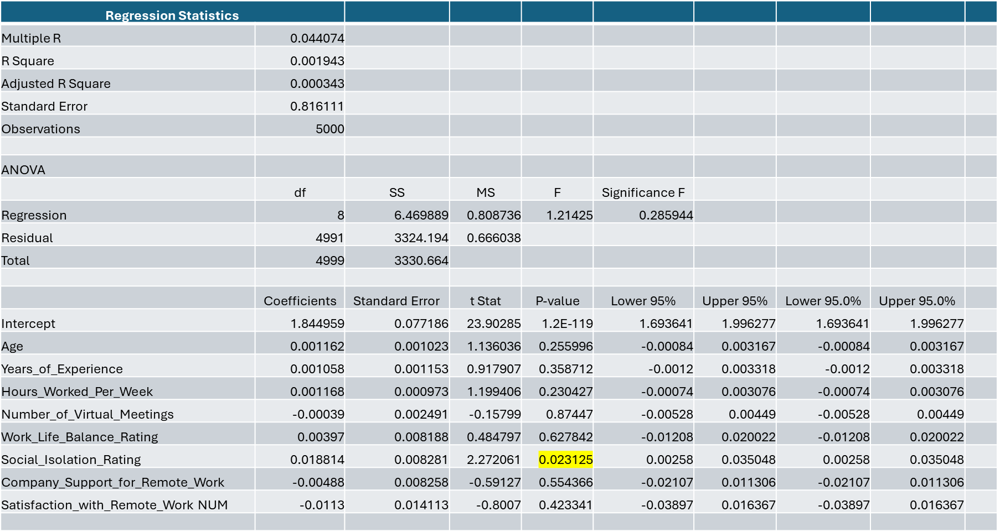 Regression Statistics
Multiple R 0.044074
R Square 0.001943
Adjusted R Square 0.000343
Standard Error 0.816111
Observations 5000
ANOVA
df SS MS F Significance F
Regression 8 6.469889 0.808736 1.21425 0.285944
Residual 4991 3324.194 0.666038
Total 4999 3330.664
Coefficients Standard Error t Stat P-value Lower 95% Upper 95% Lower 95.0% Upper 95.0%
Intercept 1.844959 0.077186 23.90285 1.2E-119 1.693641 1.996277 1.693641 1.996277
Age 0.001162 0.001023 1.136036 0.255996 -0.00084 0.003167 -0.00084 0.003167
Years_of_Experience 0.001058 0.001153 0.917907 0.358712 -0.0012 0.003318 -0.0012 0.003318
Hours_Worked_Per_Week 0.001168 0.000973 1.199406 0.230427 -0.00074 0.003076 -0.00074 0.003076
Number_of_Virtual_Meetings -0.00039 0.002491 -0.15799 0.87447 -0.00528 0.00449 -0.00528 0.00449
Work_Life_Balance_Rating 0.00397 0.008188 0.484797 0.627842 -0.01208 0.020022 -0.01208 0.020022
Social_Isolation_Rating 0.018814 0.008281 2.272061 0.023125 0.00258 0.035048 0.00258 0.035048
Company_Support_for_Remote_Work -0.00488 0.008258 -0.59127 0.554366 -0.02107 0.011306 -0.02107 0.011306
Satisfaction_with_Remote_Work NUM -0.0113 0.014113 -0.8007 0.423341 -0.03897 0.016367 -0.03897 0.016367